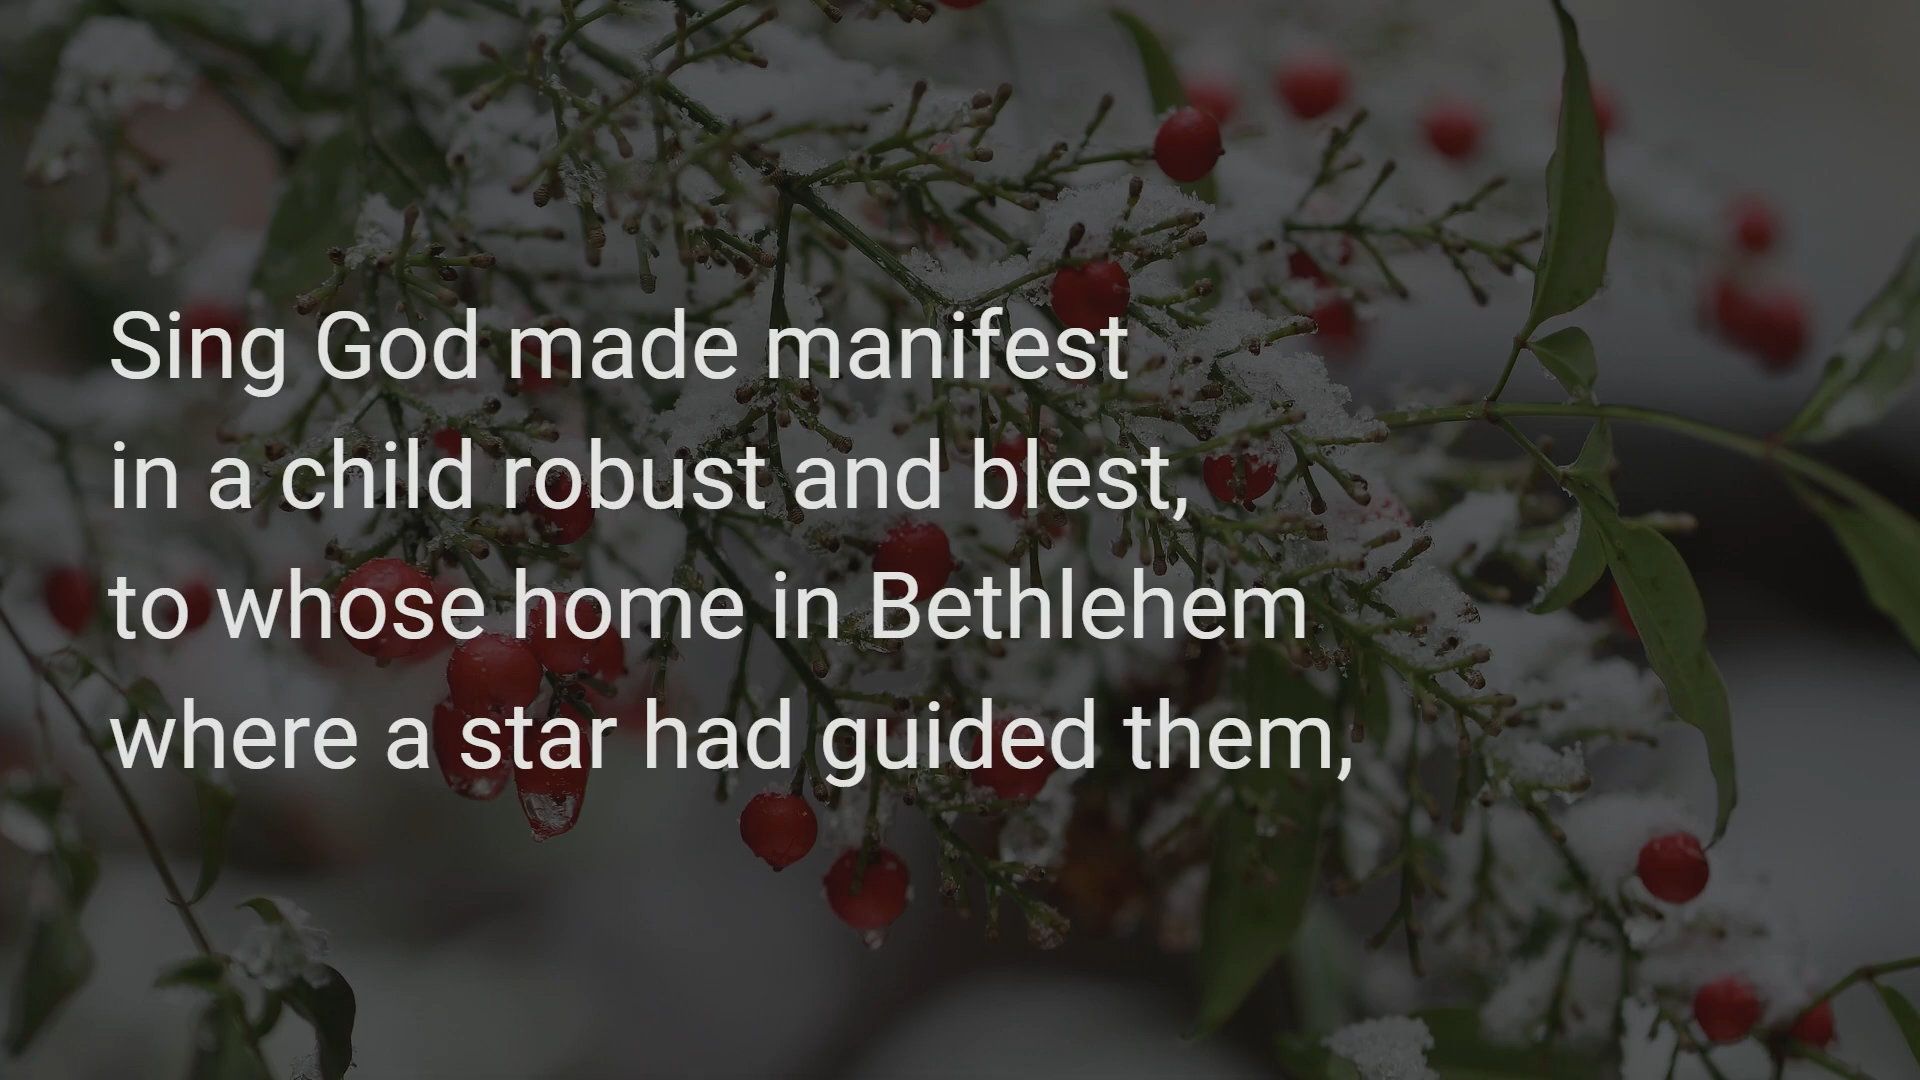 Sing God made manifest
in a child robust and blest,
to whose home in Bethlehem
where a star had guided them,